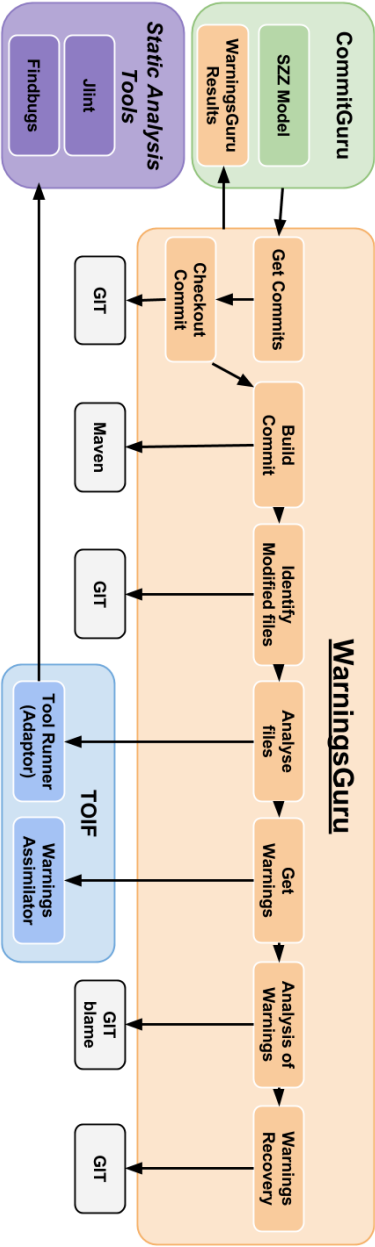 CommitGuru
SZZ Model
WarningsGuru
Results
WarningsGuru
Get Commits
Checkout
Commit
Build
Commit
Identify
Modified files
Analyse
files
Get
Warnings
Analysis of
Warnings
Warnings
Recovery
Static Analysis
Tools
Jlint
Findbugs
GIT
Maven
GIT
TOIF
Tool Runner
(Adaptor)
Warnings
Assimilator
GIT
blame
GIT